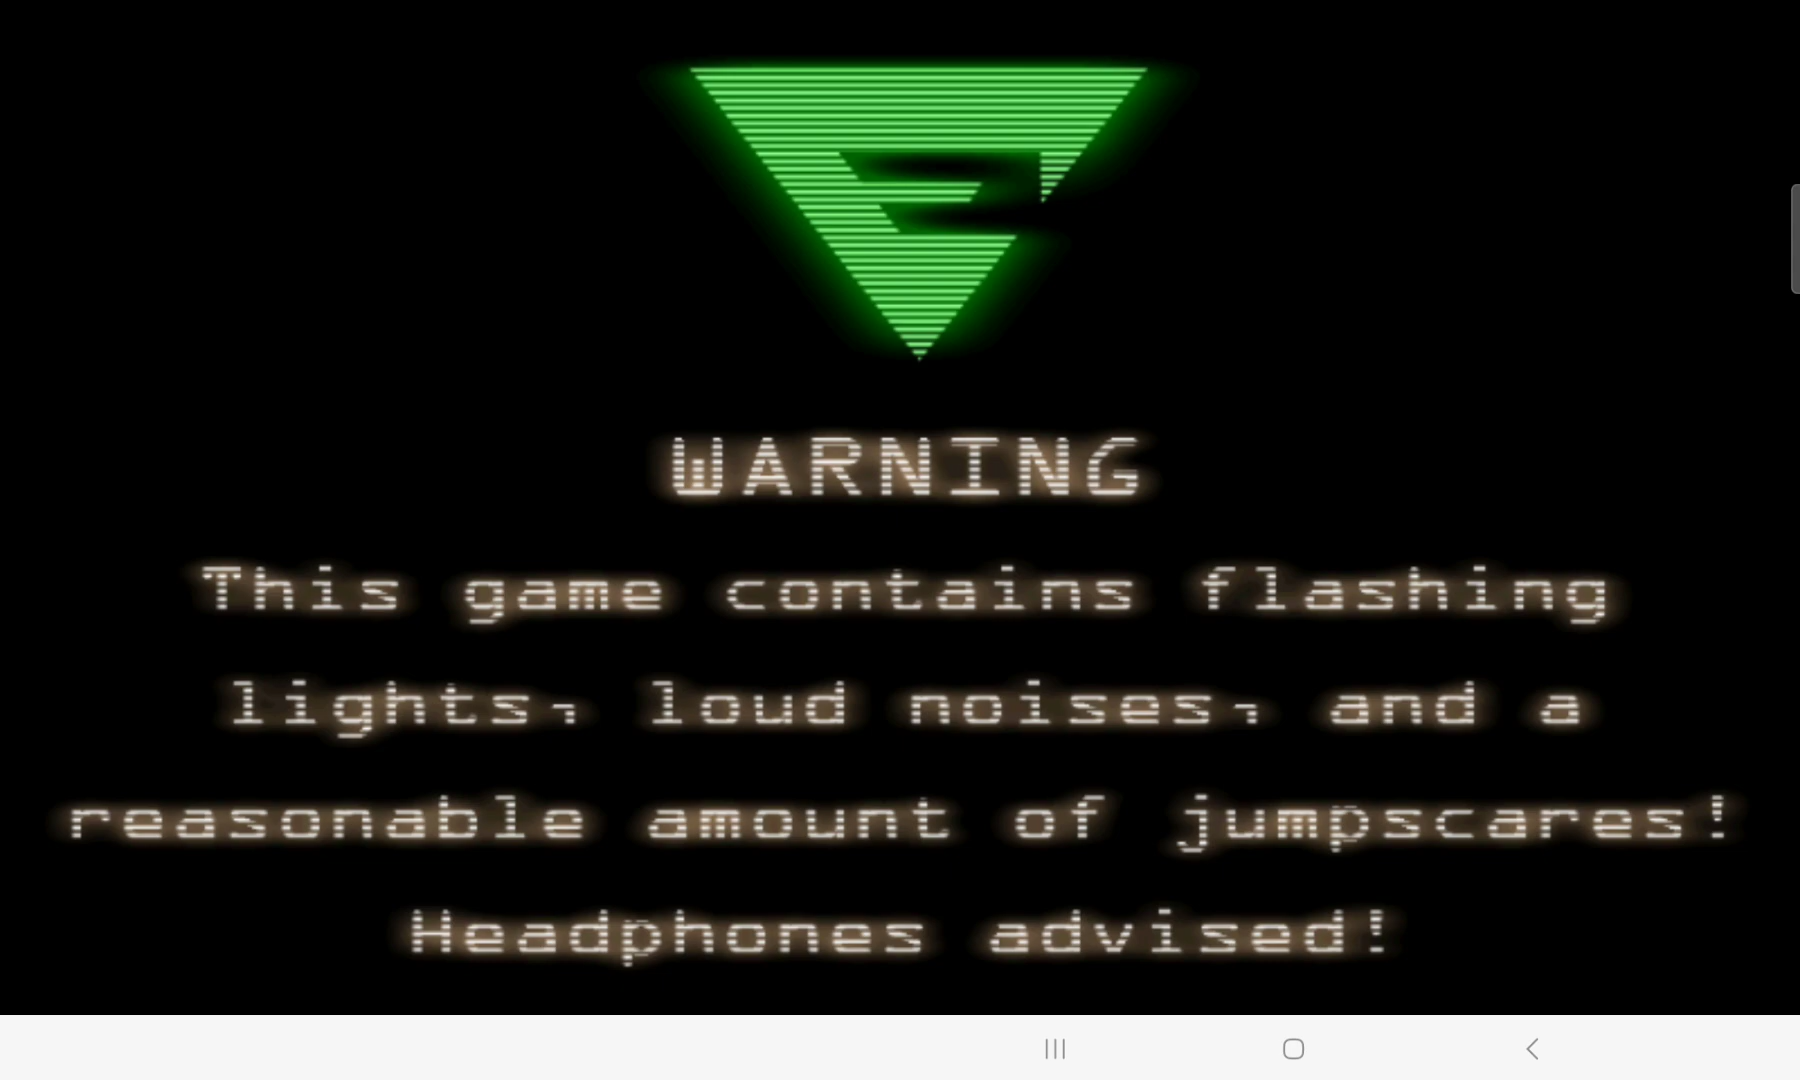 WARNING
This game contains flashing
lights, loud noises, and a
reasonable amount of jumpscares!
Headphones advised!